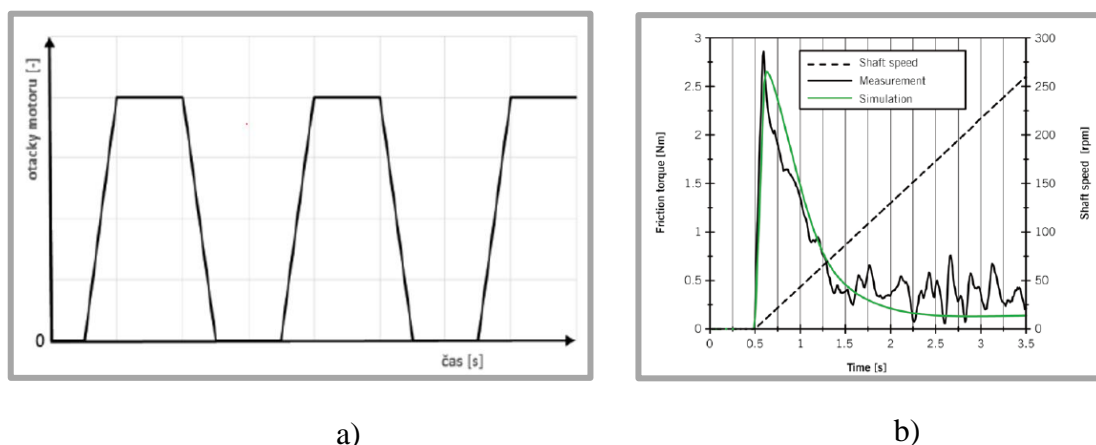 otacky motoru [-]
0
čas [s]
a)
3
2.5
2
1.5
1
0.5
0
Friction torque [Nm]
Shaft speed
Measurement
Simulation
300
250
200
150
100
50
0
Shaft speed [rpm]
0 0.5 1 1.5 2 2.5 3 3.5
Time [s]
b)